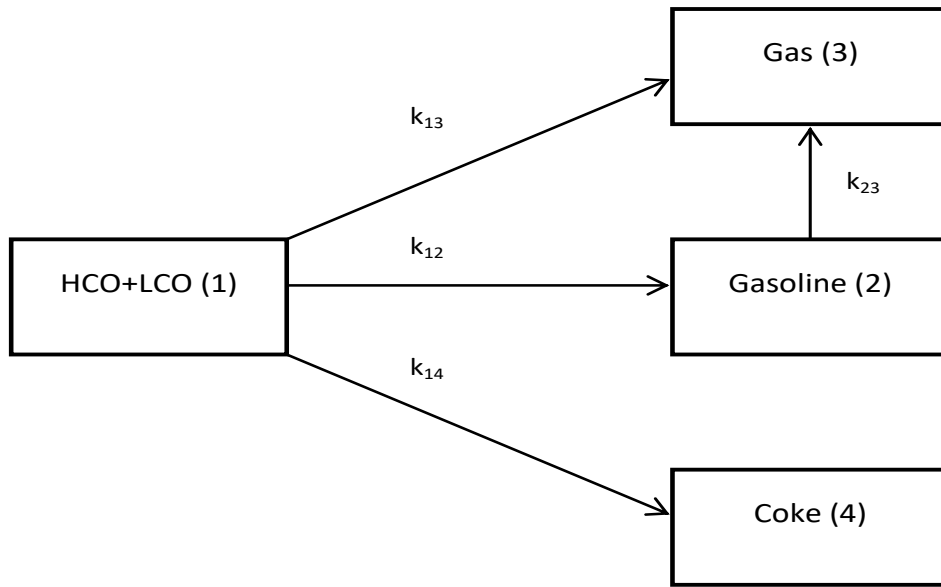 Gas (3)
k₁₃
k₂₃
k₁₂
HCO+LCO (1)
Gasoline (2)
k₁₄
Coke (4)